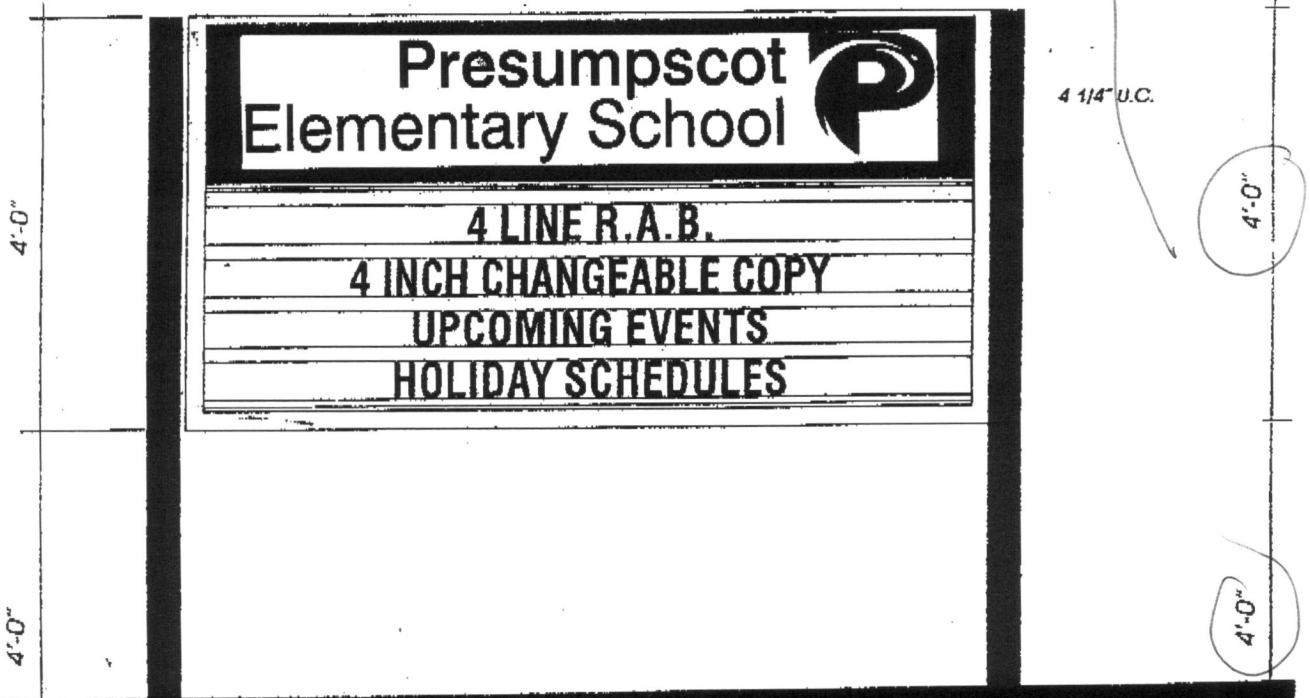 Presumpscot
Elementary School
P
4 1/4" U.C.
4'-0"
4'-0"
4 LINE R.A.B.
4 INCH CHANGEABLE COPY
UPCOMING EVENTS
HOLIDAY SCHEDULES
4'-0"
4'-0"